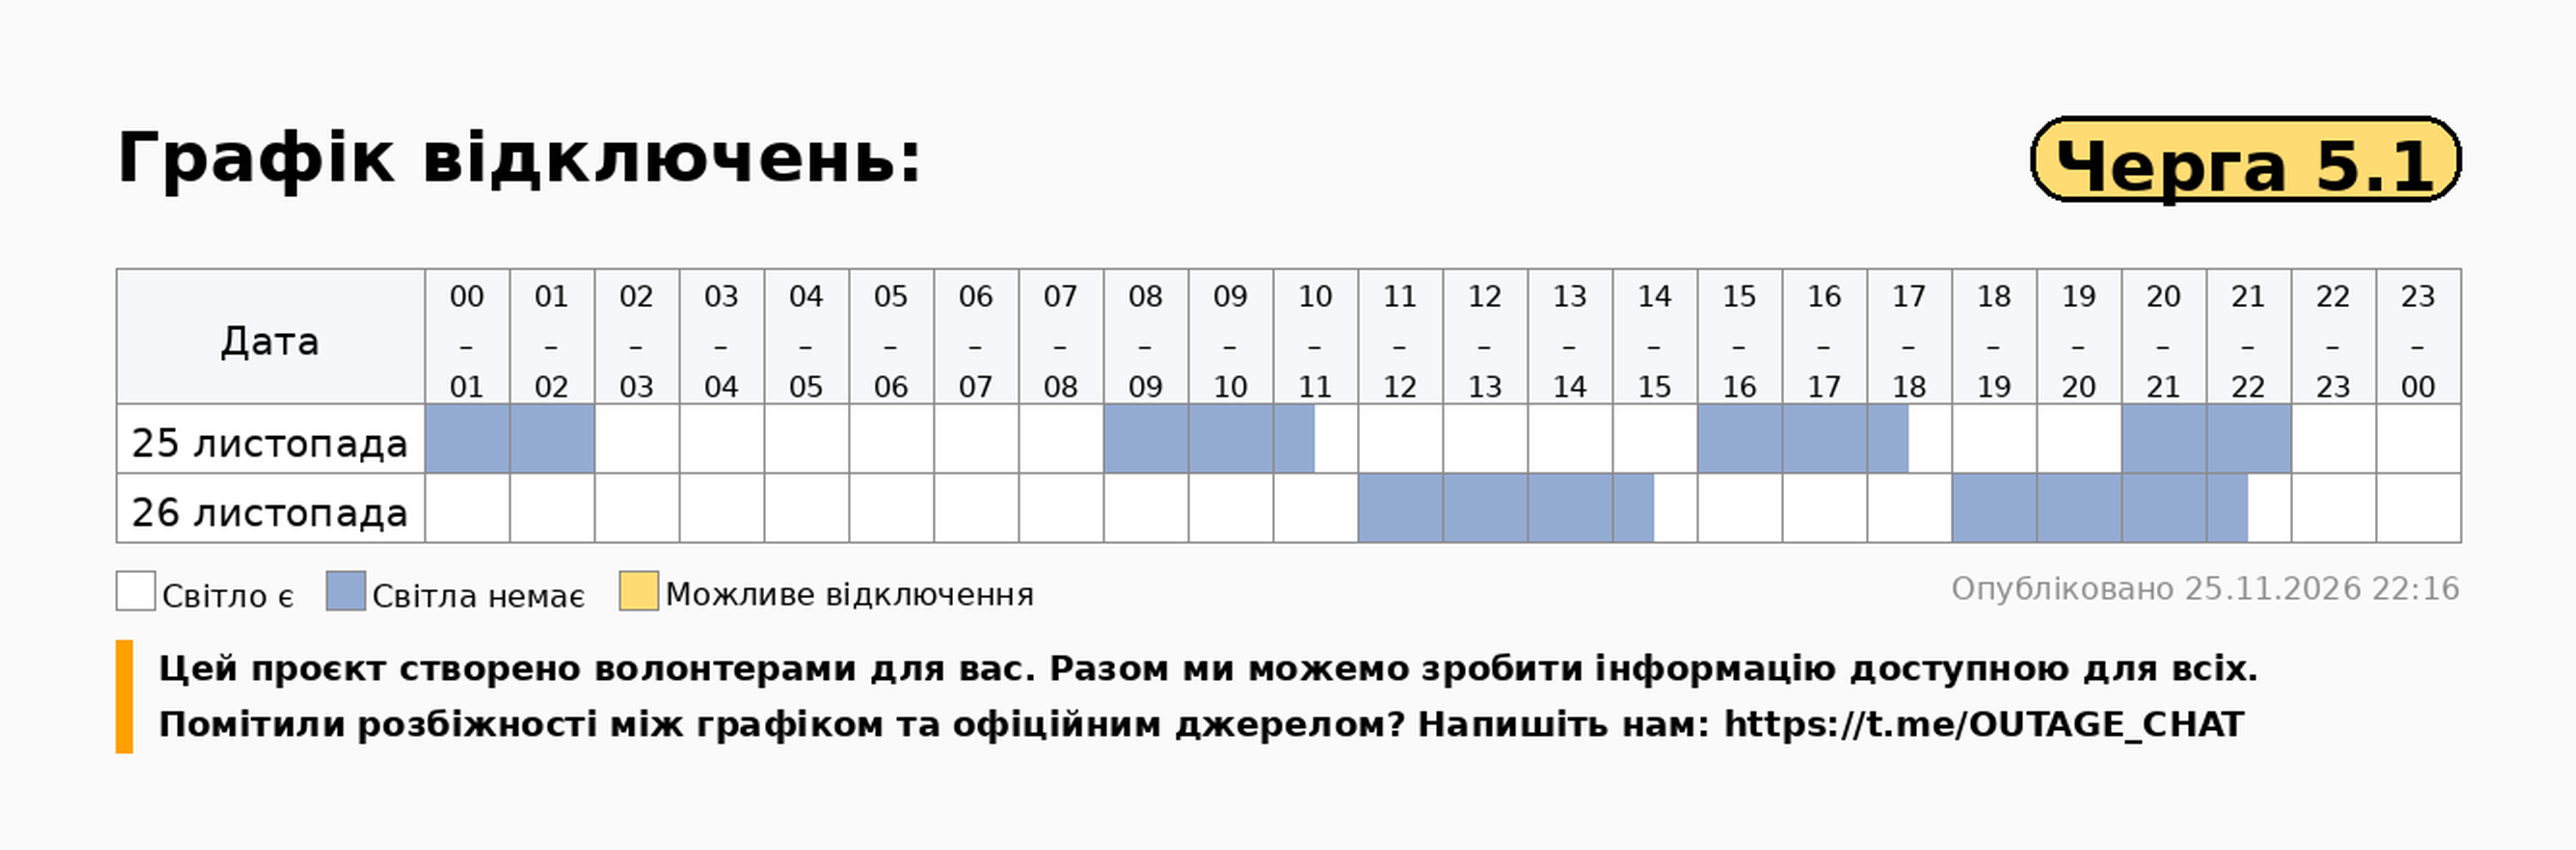 Графік відключень:
Черга 5.1
Дата 00 – 01 01 – 02 02 – 03 03 – 04 04 – 05 05 – 06 06 – 07 07 – 08 08 – 09 09 – 10 10 – 11 11 – 12 12 – 13 13 – 14 14 – 15 15 – 16 16 – 17 17 – 18 18 – 19 19 – 20 20 – 21 21 – 22 22 – 23 23 – 00
25 листопада
26 листопада
Світло є Світла немає Можливе відключення
Опубліковано 25.11.2026 22:16
Цей проєкт створено волонтерами для вас. Разом ми можемо зробити інформацію доступною для всіх.
Помітили розбіжності між графіком та офіційним джерелом? Напишіть нам: https://t.me/OUTAGE_CHAT